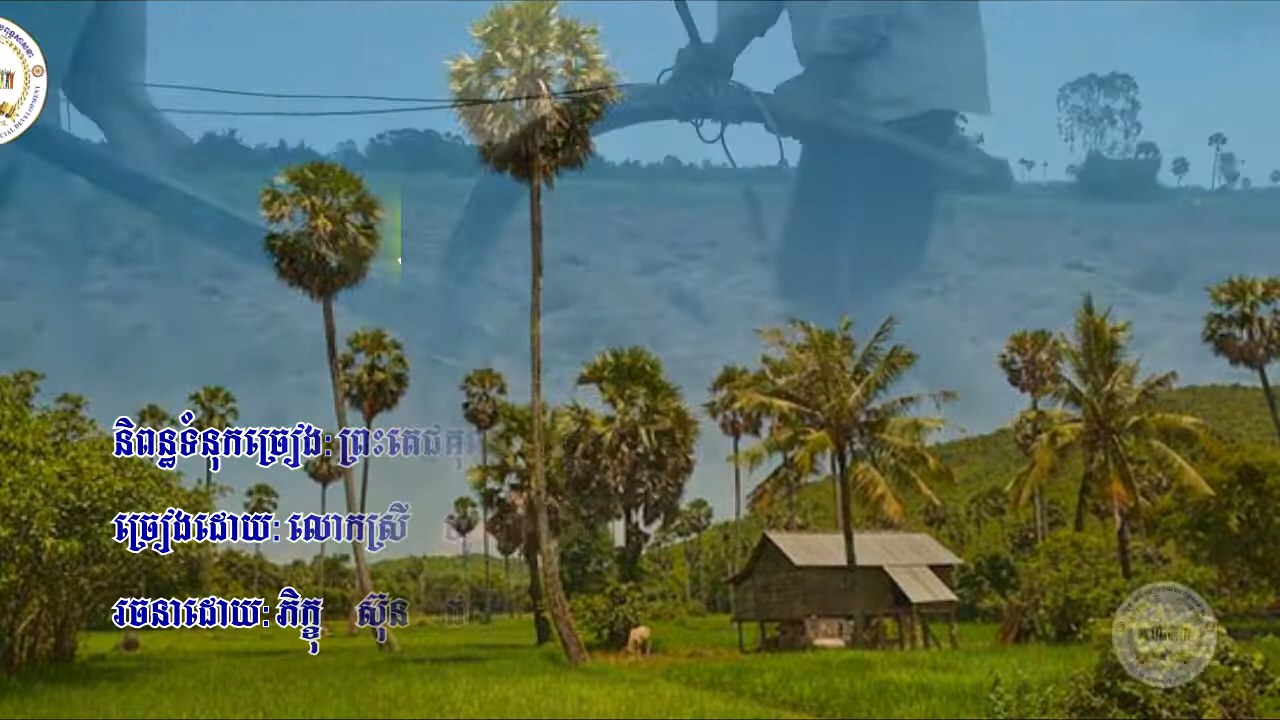 និពន្ធទំនុកច្រៀង: ព្រះតេជគុណ
ច្រៀងដោយ: លោកស្រី
រចនាដោយ: ភិក្ខុ ស៊ុន